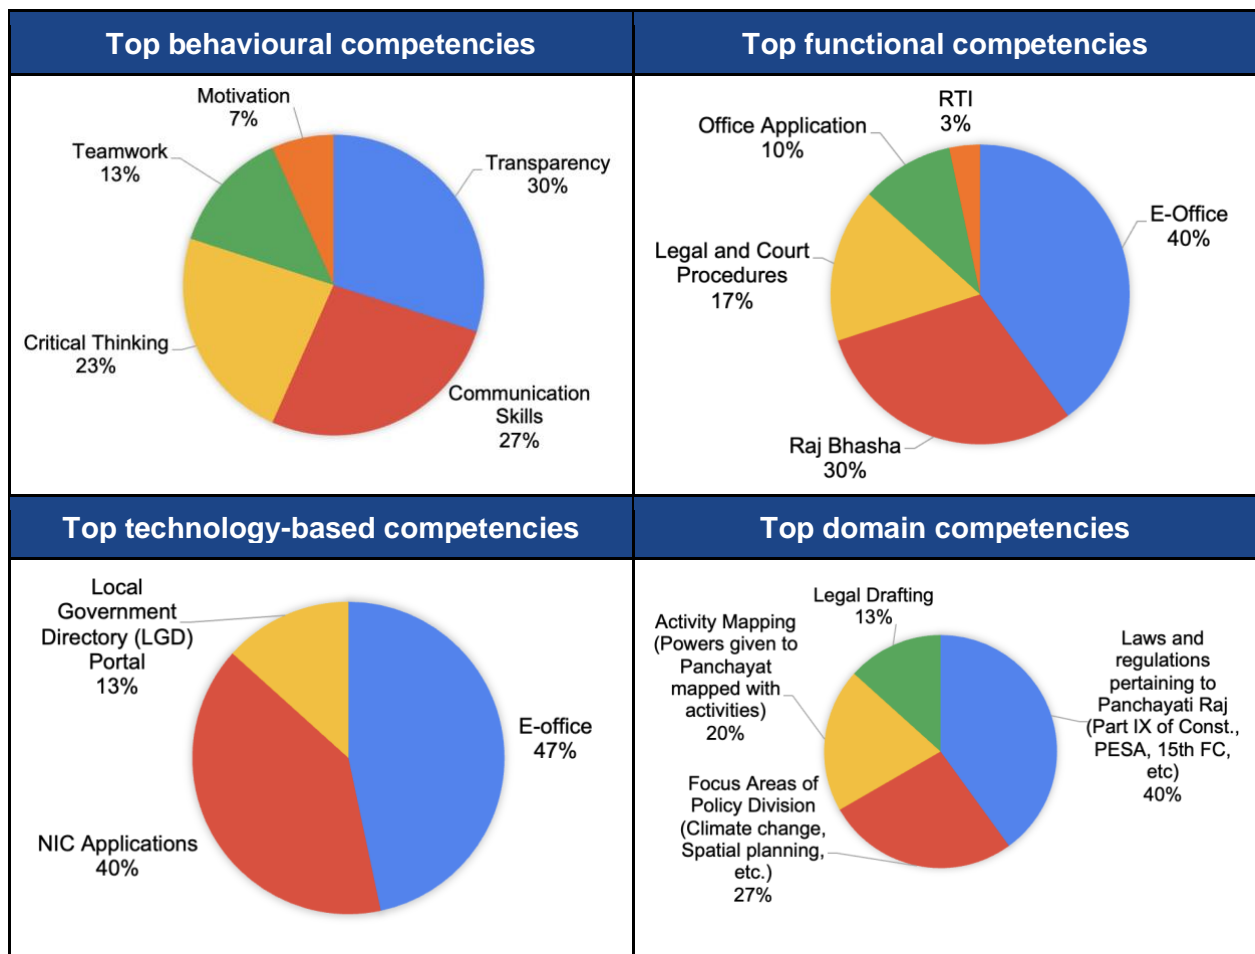 Top behavioural competencies
Top functional competencies
Motivation
7%
Teamwork
13%
Transparency
30%
Critical Thinking
23%
Communication
Skills
27%
RTI
3%
Office Application
10%
E-Office
40%
Legal and Court
Procedures
17%
Raj Bhasha
30%
Top technology-based competencies
Top domain competencies
Local
Government
Directory (LGD)
Portal
13%
E-office
47%
NIC Applications
40%
Legal Drafting
13%
Activity Mapping
(Powers given to
Panchayat
mapped with
activities)
20%
Laws and
regulations
pertaining to
Panchayati Raj
(Part IX of Const.,
PESA, 15th FC,
etc)
40%
Focus Areas of
Policy Division
(Climate change,
Spatial planning,
etc.)
27%